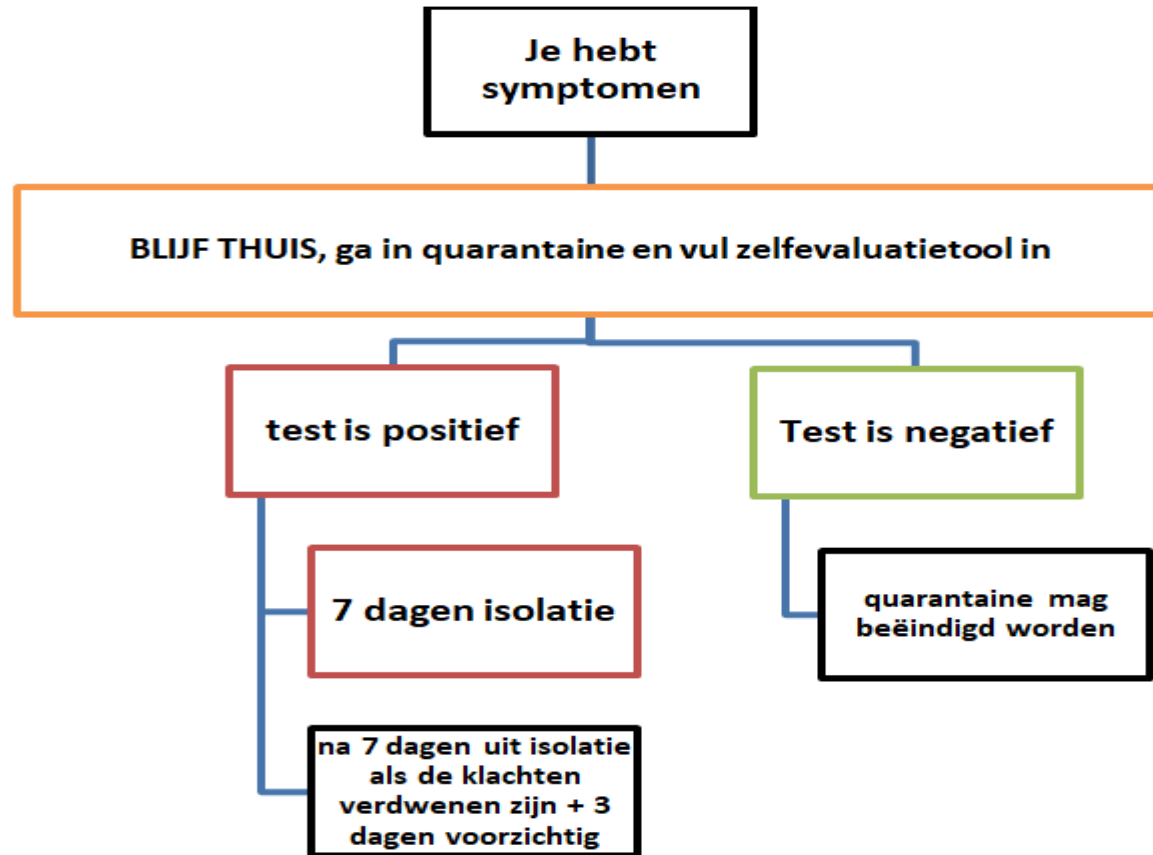 Je hebt
symptomen
BLIJF THUIS, ga in quarantaine en vul zelfevaluatietool in
test is positief
Test is negatief
7 dagen isolatie
quarantaine mag
beëindigd worden
na 7 dagen uit isolatie
als de klachten
verdwenen zijn + 3
dagen voorzichtig